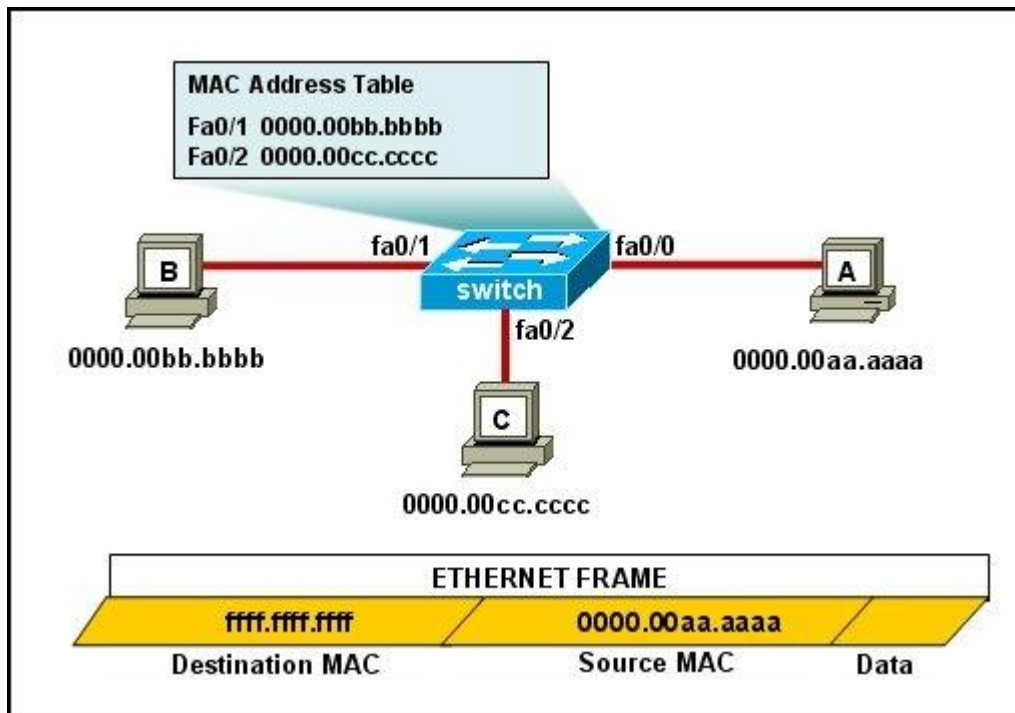 MAC Address Table
Fa0/1 0000.00bb.bbbb
Fa0/2 0000.00cc.cccc
fa0/1
fa0/0
B
A
switch
fa0/2
0000.00bb.bbbb
0000.00aa.aaaa
C
0000.00cc.cccc
ETHERNET FRAME
ffff.ffff.ffff
0000.00aa.aaaa
Destination MAC
Source MAC
Data